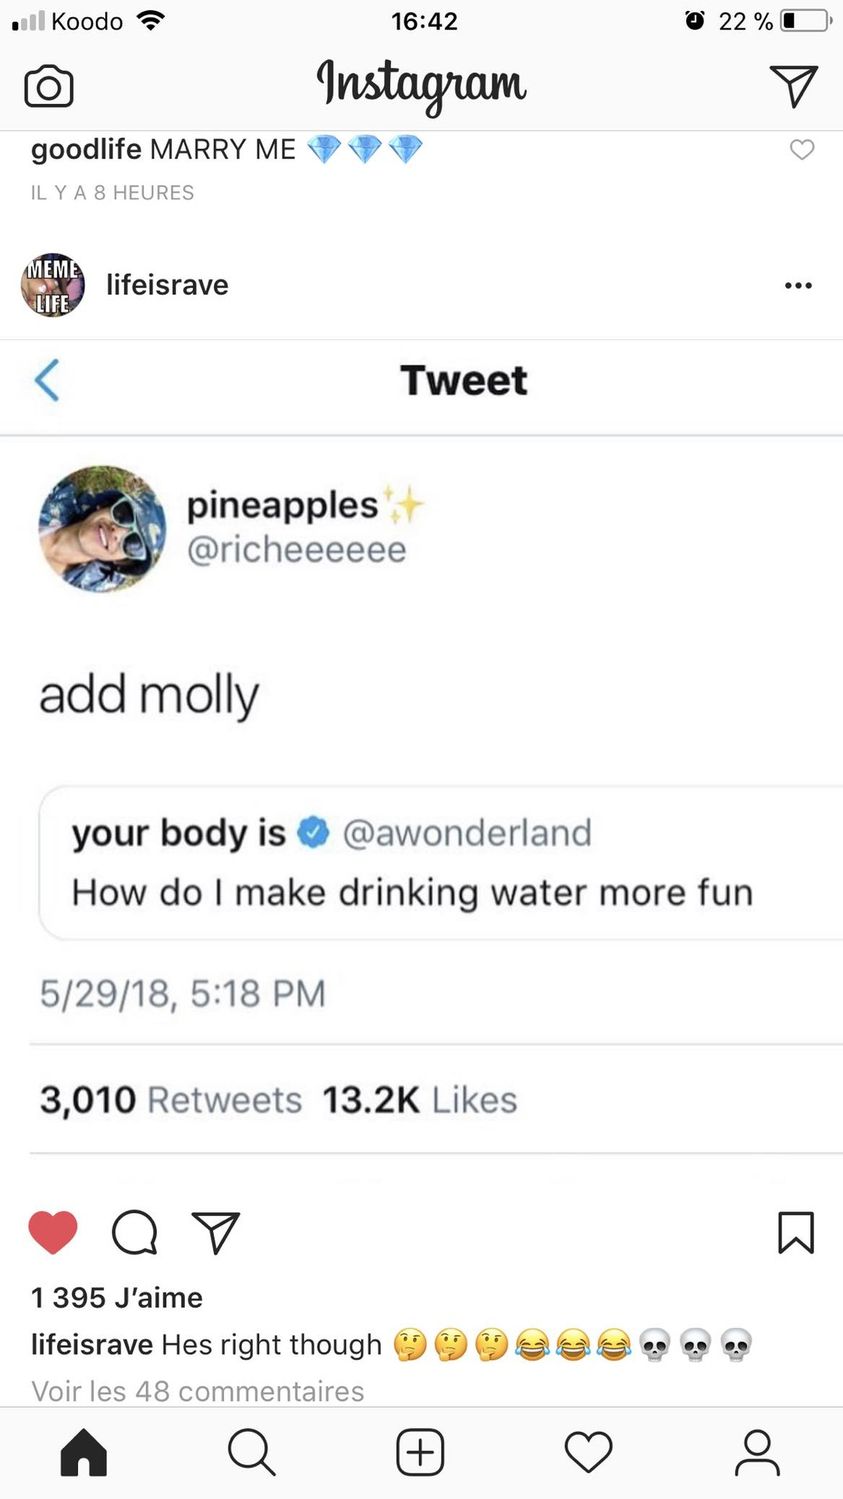 Koodo 16:42 22 %
Instagram
goodlife MARRY ME 💎💎💎
IL Y A 8 HEURES
MEME
LIFE
lifeisrave
Tweet
pineapples✨
@richeeeeee
add molly
your body is @awonderland
How do I make drinking water more fun
5/29/18, 5:18 PM
3,010 Retweets 13.2K Likes
1 395 J’aime
lifeisrave Hes right though 🤔🤔🤔😂😂😂💀💀💀
Voir les 48 commentaires